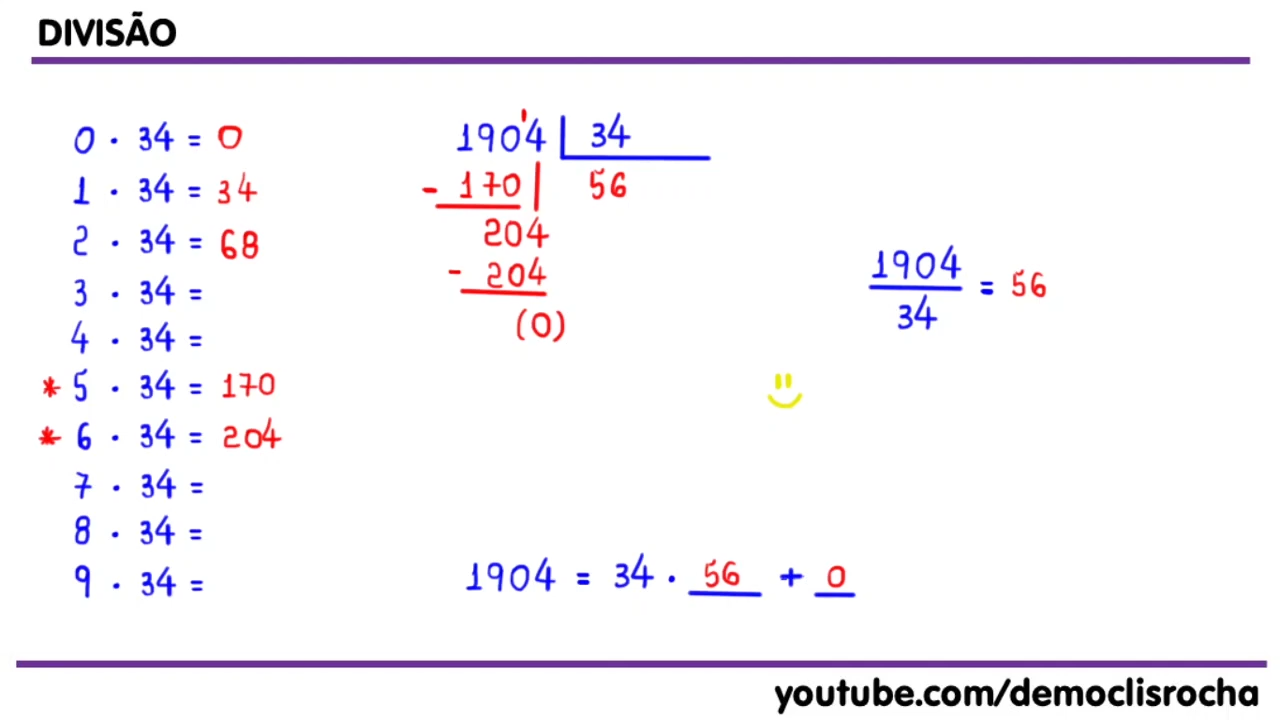 DIVISÃO
0 · 34 = 0
1 · 34 = 34
2 · 34 = 68
3 · 34 =
4 · 34 =
* 5 · 34 = 170
* 6 · 34 = 204
7 · 34 =
8 · 34 =
9 · 34 =
190'4 34
- 170 56
204
- 204
(0)
1904
34
= 56
1904 = 34 · 56 + 0
youtube.com/democlisrocha